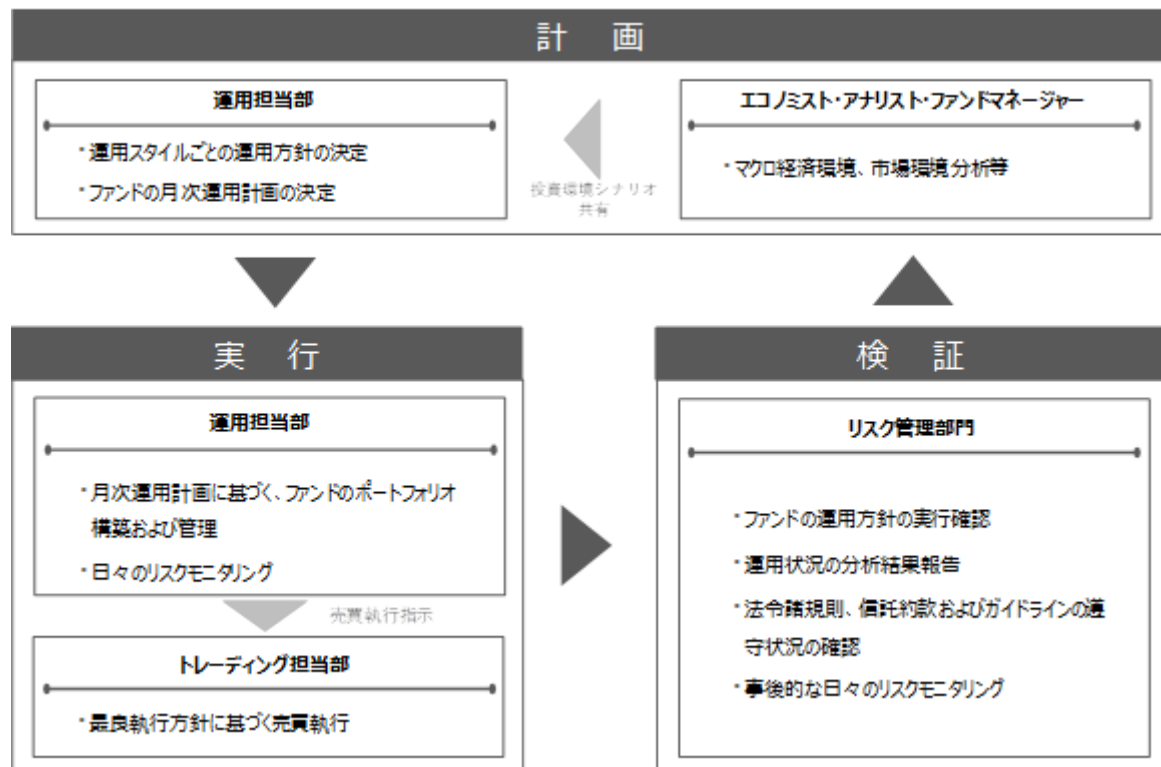 計 画
運用担当部
・運用スタイルごとの運用方針の決定
・ファンドの月次運用計画の決定
投資環境シナリオ
共有
エコノミスト・アナリスト・ファンドマネージャー
・マクロ経済環境、市場環境分析等
実 行
運用担当部
・月次運用計画に基づく、ファンドのポートフォリオ
構築および管理
・日々のリスクモニタリング
売買執行指示
トレーディング担当部
・最良執行方針に基づく売買執行
検 証
リスク管理部門
・ファンドの運用方針の実行確認
・運用状況の分析結果報告
・法令諸規則、信託約款およびガイドラインの遵
守状況の確認
・事後的な日々のリスクモニタリング